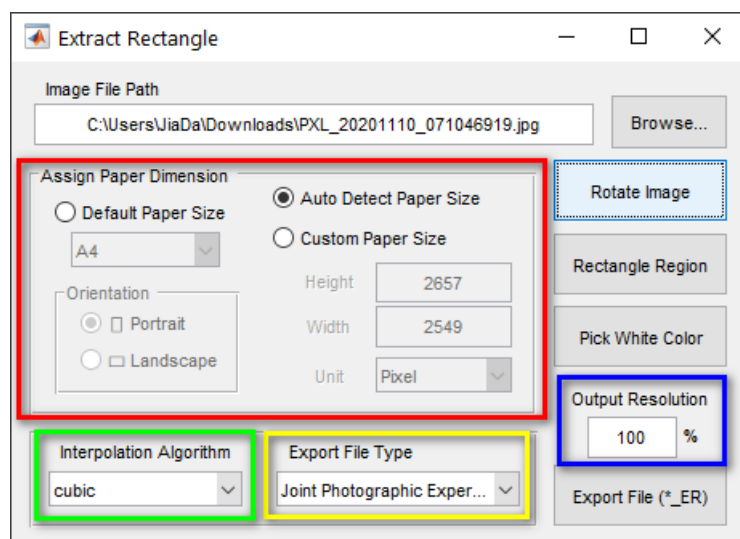 Extract Rectangle
Image File Path
C:\Users\JiaDa\Downloads\PXL_20201110_071046919.jpg
Browse...
Assign Paper Dimension
Default Paper Size
A4
Orientation
Portrait
Landscape
Auto Detect Paper Size
Custom Paper Size
Height 2657
Width 2549
Unit Pixel
Rotate Image
Rectangle Region
Pick White Color
Output Resolution
100 %
Interpolation Algorithm
cubic
Export File Type
Joint Photographic Exper...
Export File (*_ER)